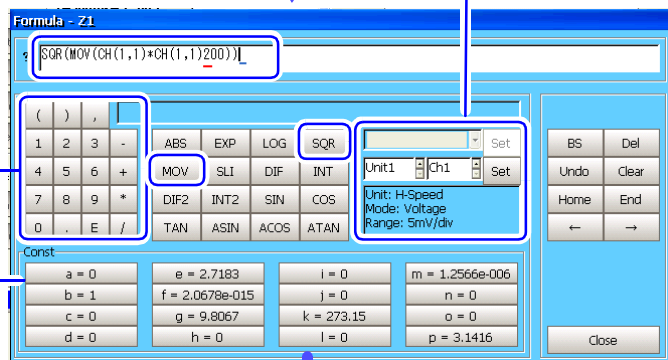 Formula - Z1
? SQR(MOV(CH(1,1)*CH(1,1)200))
( ) ,
1 2 3 - ABS EXP LOG SQR Set BS Del
4 5 6 + MOV SLI DIF INT Unit1 Ch1 Set Undo Clear
7 8 9 * DIF2 INT2 SIN COS Unit: H-Speed Home End
Mode: Voltage
0 . E / TAN ASIN ACOS ATAN Range: 5mV/div ← →
Const
a = 0 e = 2.7183 i = 0 m = 1.2566e-006
b = 1 f = 2.0678e-015 j = 0 n = 0
c = 0 g = 9.8067 k = 273.15 o = 0
d = 0 h = 0 l = 0 p = 3.1416 Close